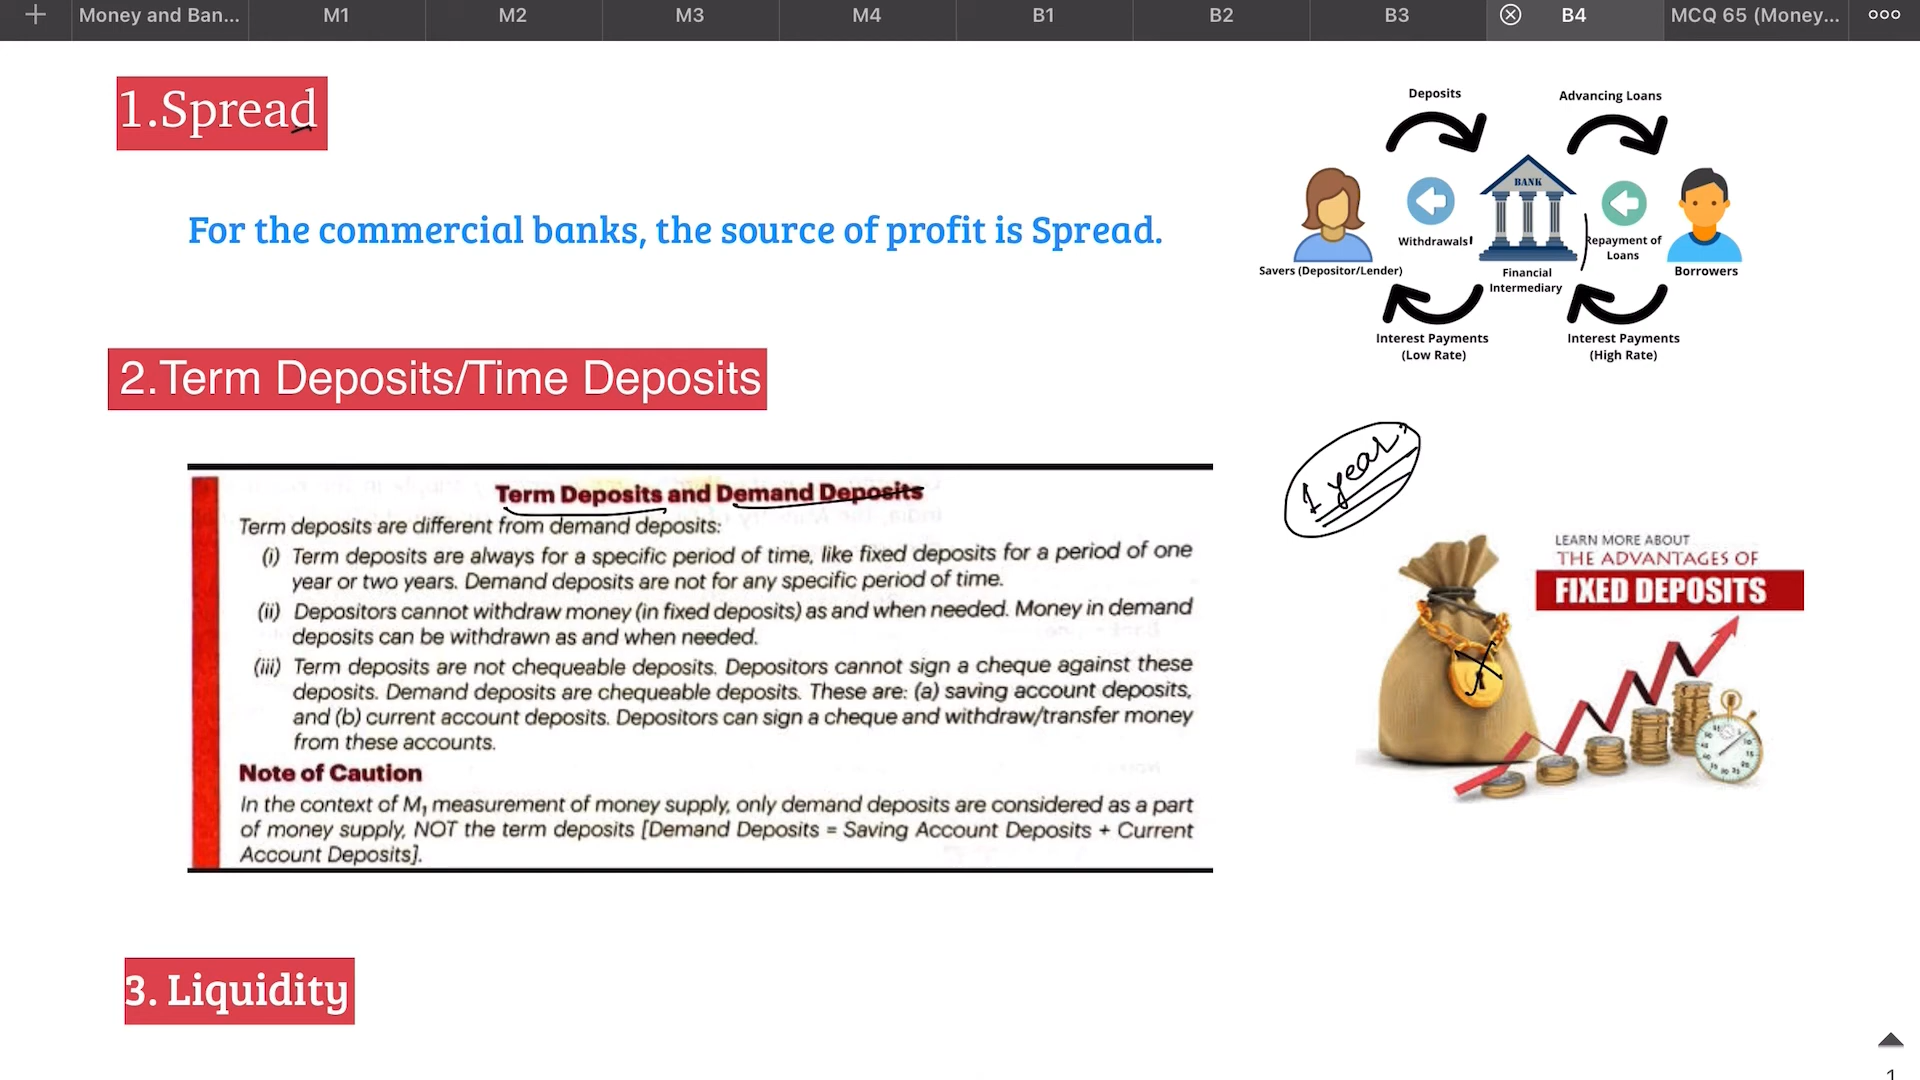 Money and Ban...
M1
M2
M3
M4
B1
B2
B3
B4
MCQ 65 (Money...
1.Spread
For the commercial banks, the source of profit is Spread.
Deposits
Advancing Loans
BANK
Withdrawals
Repayment of
Loans
Savers (Depositor/Lender)
Financial
Intermediary
Borrowers
Interest Payments
(Low Rate)
Interest Payments
(High Rate)
2.Term Deposits/Time Deposits
1 year
Term Deposits and Demand Deposits
Term deposits are different from demand deposits:
(i) Term deposits are always for a specific period of time, like fixed deposits for a period of one
year or two years. Demand deposits are not for any specific period of time.
(ii) Depositors cannot withdraw money (in fixed deposits) as and when needed. Money in demand
deposits can be withdrawn as and when needed.
(iii) Term deposits are not chequeable deposits. Depositors cannot sign a cheque against these
deposits. Demand deposits are chequeable deposits. These are: (a) saving account deposits,
and (b) current account deposits. Depositors can sign a cheque and withdraw/transfer money
from these accounts.
Note of Caution
In the context of M₁ measurement of money supply, only demand deposits are considered as a part
of money supply, NOT the term deposits [Demand Deposits = Saving Account Deposits + Current
Account Deposits].
LEARN MORE ABOUT
THE ADVANTAGES OF
FIXED DEPOSITS
3. Liquidity
1